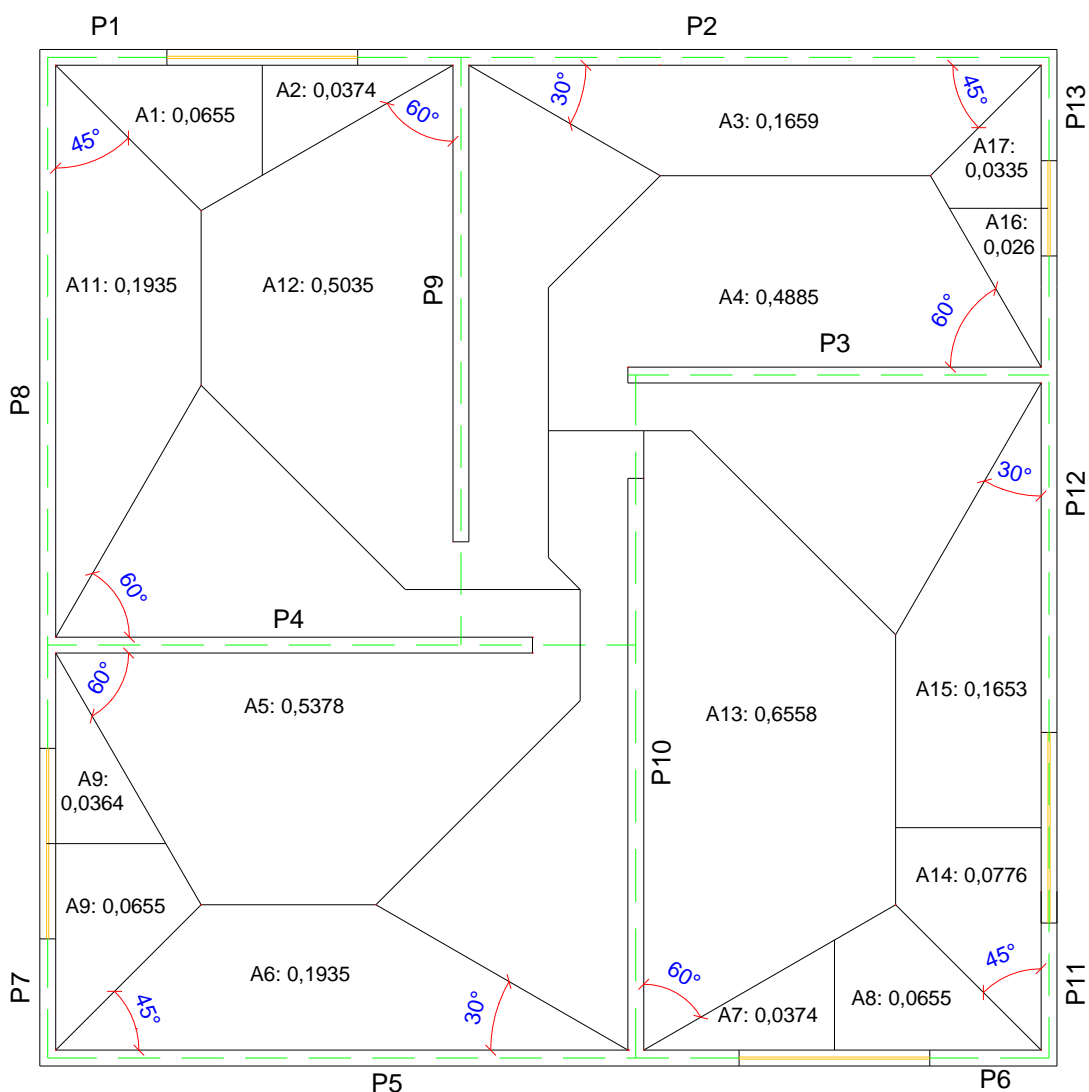 P1
P2
A1: 0,0655
A2: 0,0374
45°
60°
30°
A3: 0,1659
45°
A17:
0,0335
P13
A16:
0,026
A11: 0,1935
A12: 0,5035
P9
A4: 0,4885
60°
P3
P8
30°
P12
60°
P4
60°
A5: 0,5378
A13: 0,6558
A15: 0,1653
P10
A9:
0,0364
A9: 0,0655
A14: 0,0776
A6: 0,1935
60°
45°
P7
45°
30°
A7: 0,0374
A8: 0,0655
P11
P5
P6